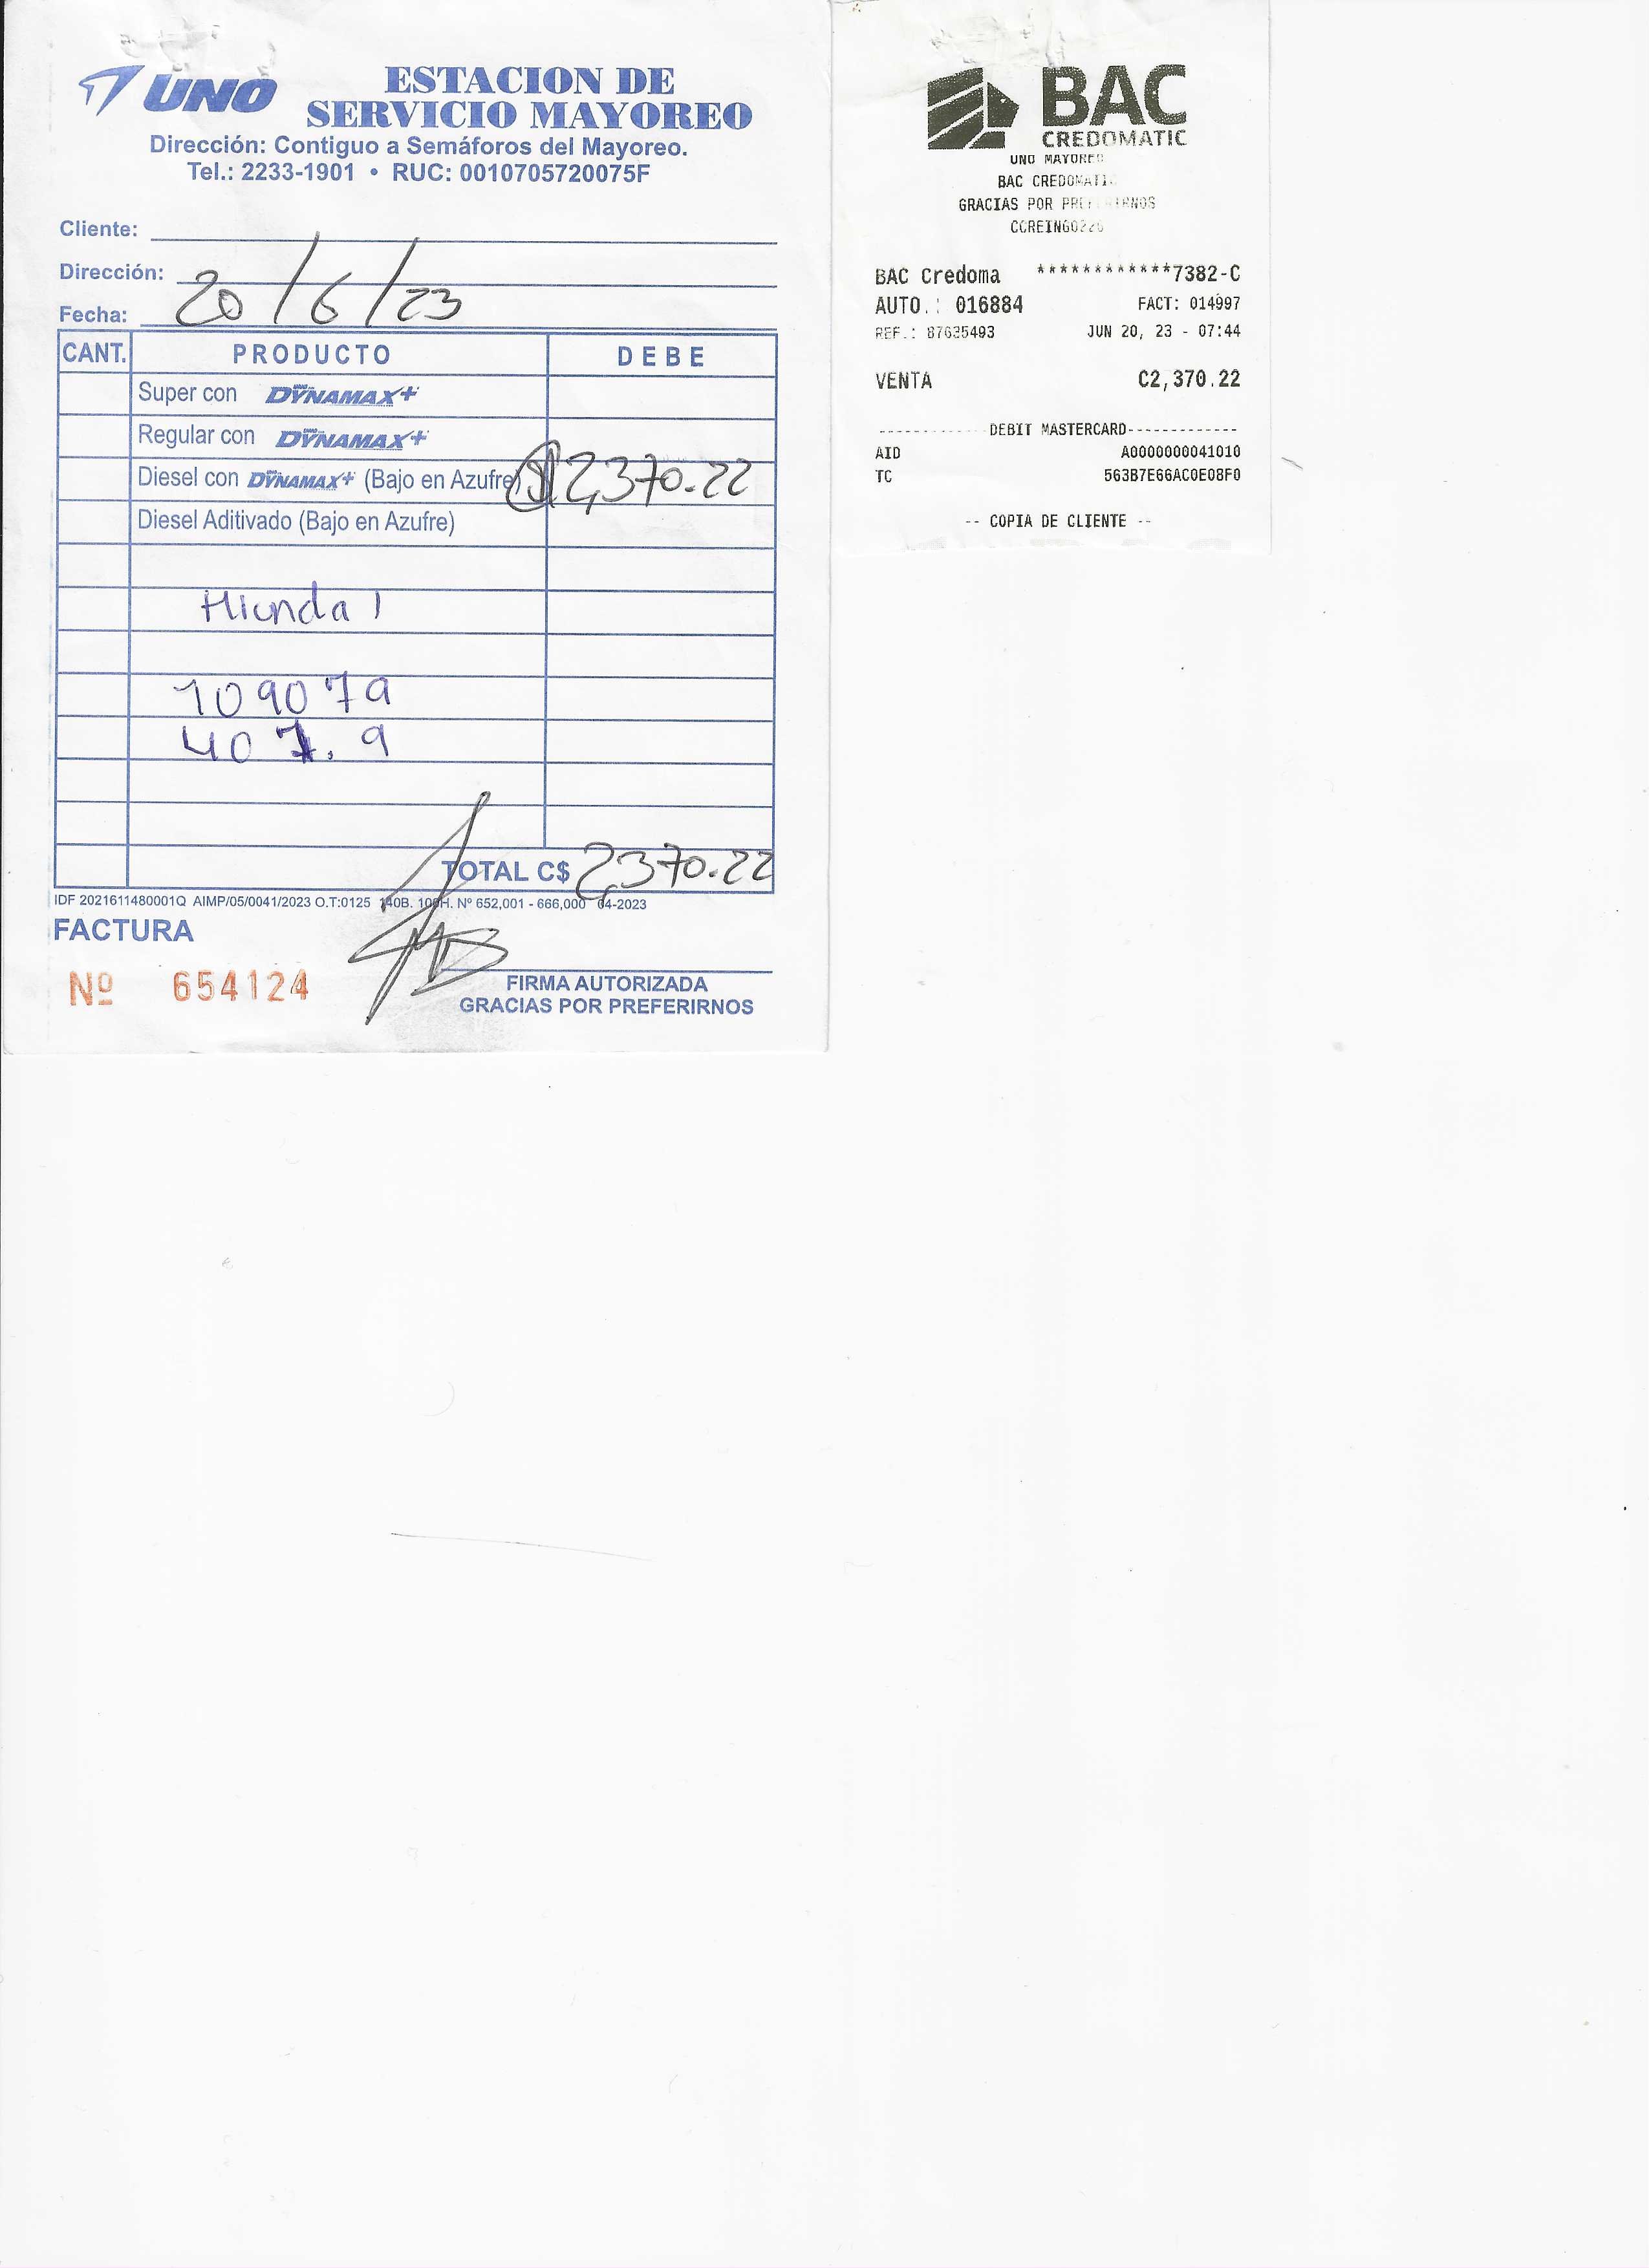 UNO
ESTACION DE
SERVICIO MAYOREO
Dirección: Contiguo a Semáforos del Mayoreo.
Tel.: 2233-1901 • RUC: 0010705720075F
Cliente:
Dirección:
Fecha: 20/6/23
CANT. PRODUCTO DEBE
Super con DYNAMAX+
Regular con DYNAMAX+
Diesel con DYNAMAX+ (Bajo en Azufre) 2,370.22
Diesel Aditivado (Bajo en Azufre)
Hiunda I
109079
407.9
TOTAL C$ 2,370.22
IDF 2021611480001Q AIMP/05/0041/2023 O.T:0125 140B. 100H. Nº 652,001 - 666,000 04-2023
FACTURA
Nº 654124
FIRMA AUTORIZADA
GRACIAS POR PREFERIRNOS
BAC
CREDOMATIC
UNO MAYOREO
BAC CREDOMATIC
GRACIAS POR PREFERIRNOS
BAC Credoma ************7382-C
AUTO.: 016884 FACT: 014997
REF.: 87635493 JUN 20, 23 - 07:44
VENTA C2,370.22
------------DEBIT MASTERCARD-------------
AID A0000000041010
TC 563B7E66AC0E08F0
-- COPIA DE CLIENTE --